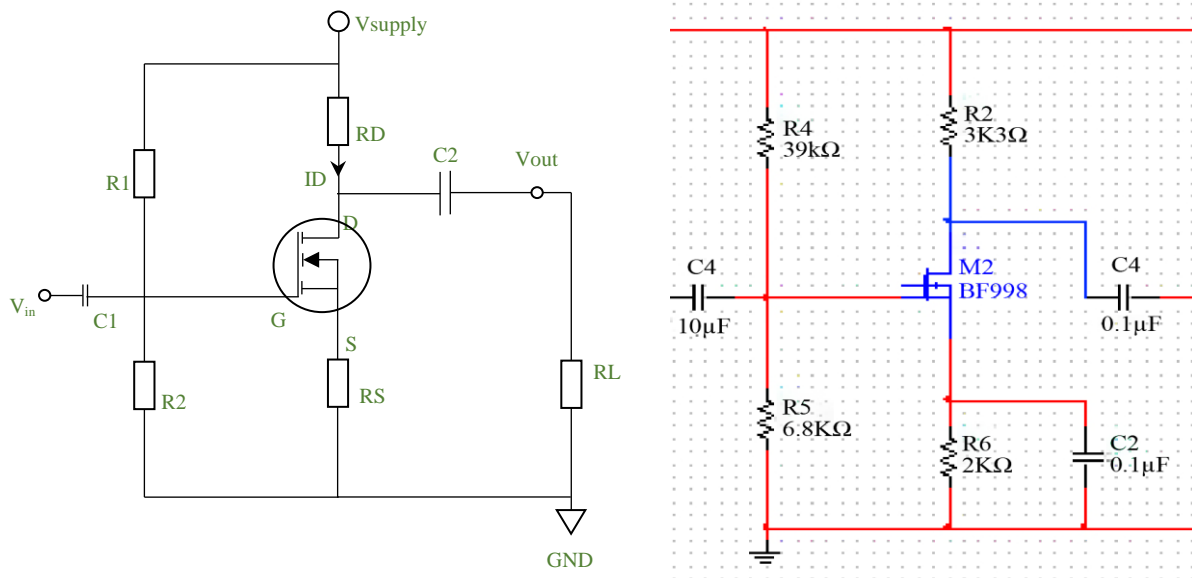 Vsupply
RD
C2
Vout
R1
ID
D
Vin
C1
G
S
R2
RS
RL
GND
R4
39kΩ
R2
3K3Ω
C4
10µF
M2
BF998
C4
0.1µF
R5
6.8KΩ
R6
2KΩ
C2
0.1µF